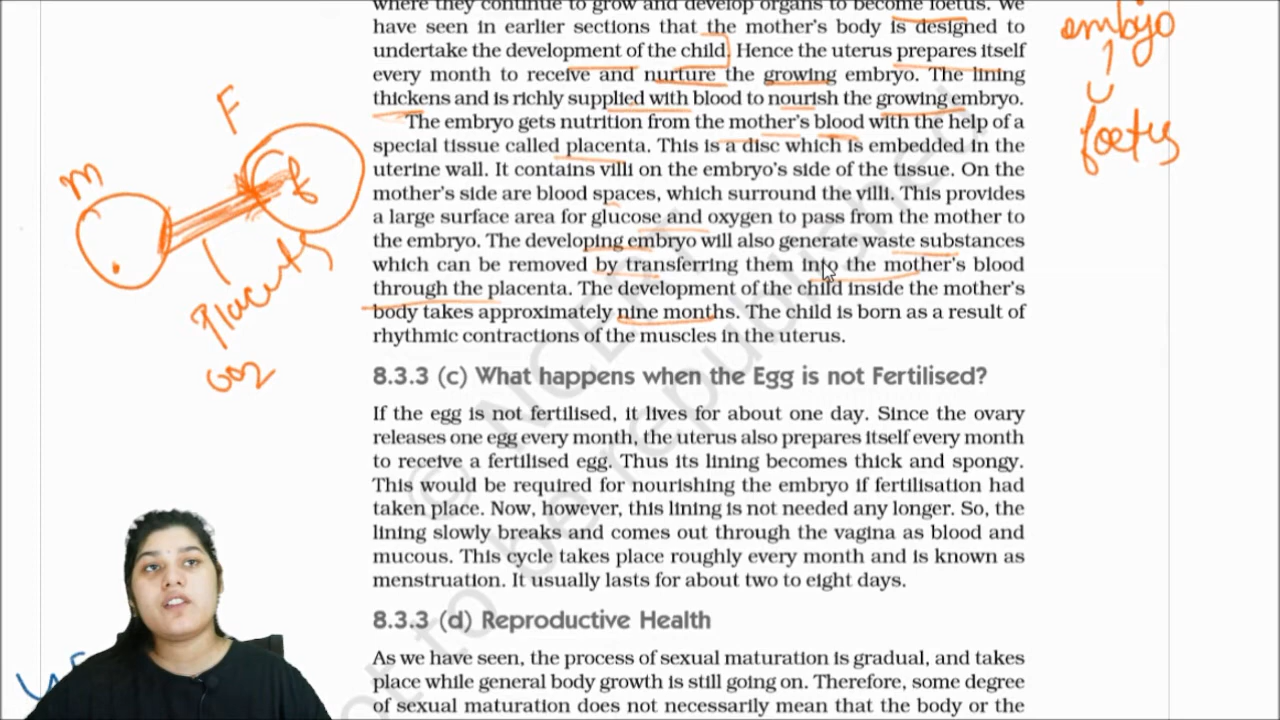 where they continue to grow and develop organs to become foetus. We
have seen in earlier sections that the mother's body is designed to
undertake the development of the child. Hence the uterus prepares itself
every month to receive and nurture the growing embryo. The lining
thickens and is richly supplied with blood to nourish the growing embryo.
The embryo gets nutrition from the mother's blood with the help of a
special tissue called placenta. This is a disc which is embedded in the
uterine wall. It contains villi on the embryo's side of the tissue. On the
mother's side are blood spaces, which surround the villi. This provides
a large surface area for glucose and oxygen to pass from the mother to
the embryo. The developing embryo will also generate waste substances
which can be removed by transferring them into the mother's blood
through the placenta. The development of the child inside the mother's
body takes approximately nine months. The child is born as a result of
rhythmic contractions of the muscles in the uterus.
8.3.3 (c) What happens when the Egg is not Fertilised?
If the egg is not fertilised, it lives for about one day. Since the ovary
releases one egg every month, the uterus also prepares itself every month
to receive a fertilised egg. Thus its lining becomes thick and spongy.
This would be required for nourishing the embryo if fertilisation had
taken place. Now, however, this lining is not needed any longer. So, the
lining slowly breaks and comes out through the vagina as blood and
mucous. This cycle takes place roughly every month and is known as
menstruation. It usually lasts for about two to eight days.
8.3.3 (d) Reproductive Health
As we have seen, the process of sexual maturation is gradual, and takes
place while general body growth is still going on. Therefore, some degree
of sexual maturation does not necessarily mean that the body or the
embryo
foetus
F
m
f
© NCERT
not to be republished